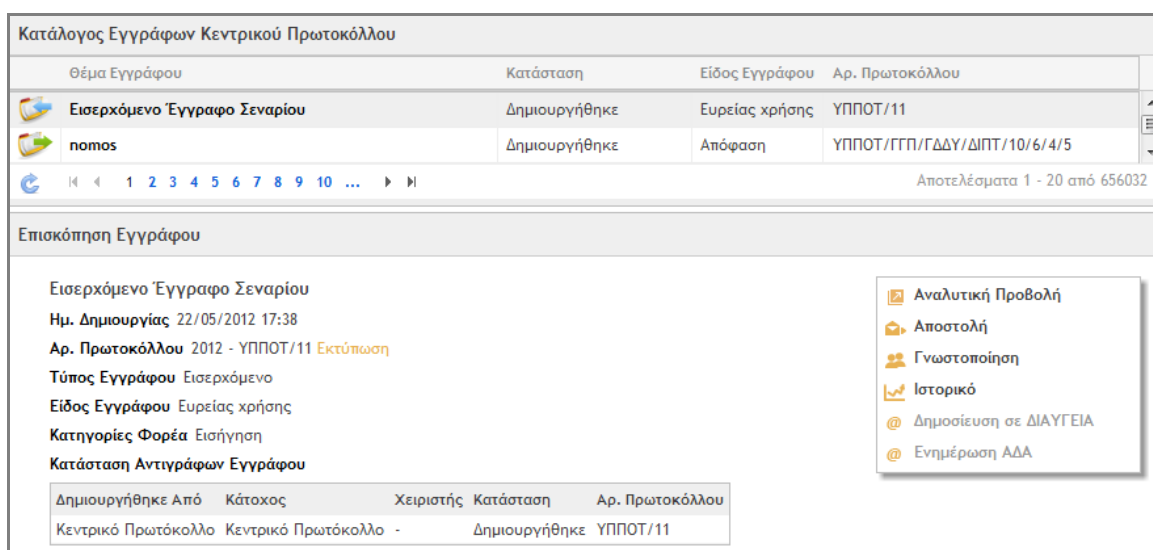 Κατάλογος Εγγράφων Κεντρικού Πρωτοκόλλου
Θέμα Εγγράφου Κατάσταση Είδος Εγγράφου Αρ. Πρωτοκόλλου
Εισερχόμενο Έγγραφο Σεναρίου Δημιουργήθηκε Ευρείας χρήσης ΥΠΠΟΤ/11
nomos Δημιουργήθηκε Απόφαση ΥΠΠΟΤ/ΓΓΠ/ΓΔΔΥ/ΔΙΠΤ/10/6/4/5
1 2 3 4 5 6 7 8 9 10 ... Αποτελέσματα 1 - 20 από 656032
Επισκόπηση Εγγράφου
Εισερχόμενο Έγγραφο Σεναρίου
Ημ. Δημιουργίας 22/05/2012 17:38
Αρ. Πρωτοκόλλου 2012 - ΥΠΠΟΤ/11 Εκτύπωση
Τύπος Εγγράφου Εισερχόμενο
Είδος Εγγράφου Ευρείας χρήσης
Κατηγορίες Φορέα Εισήγηση
Κατάσταση Αντιγράφων Εγγράφου
Δημιουργήθηκε Από Κάτοχος Χειριστής Κατάσταση Αρ. Πρωτοκόλλου
Κεντρικό Πρωτόκολλο Κεντρικό Πρωτόκολλο - Δημιουργήθηκε ΥΠΠΟΤ/11
Αναλυτική Προβολή
Αποστολή
Γνωστοποίηση
Ιστορικό
@ Δημοσίευση σε ΔΙΑΥΓΕΙΑ
@ Ενημέρωση ΑΔΑ